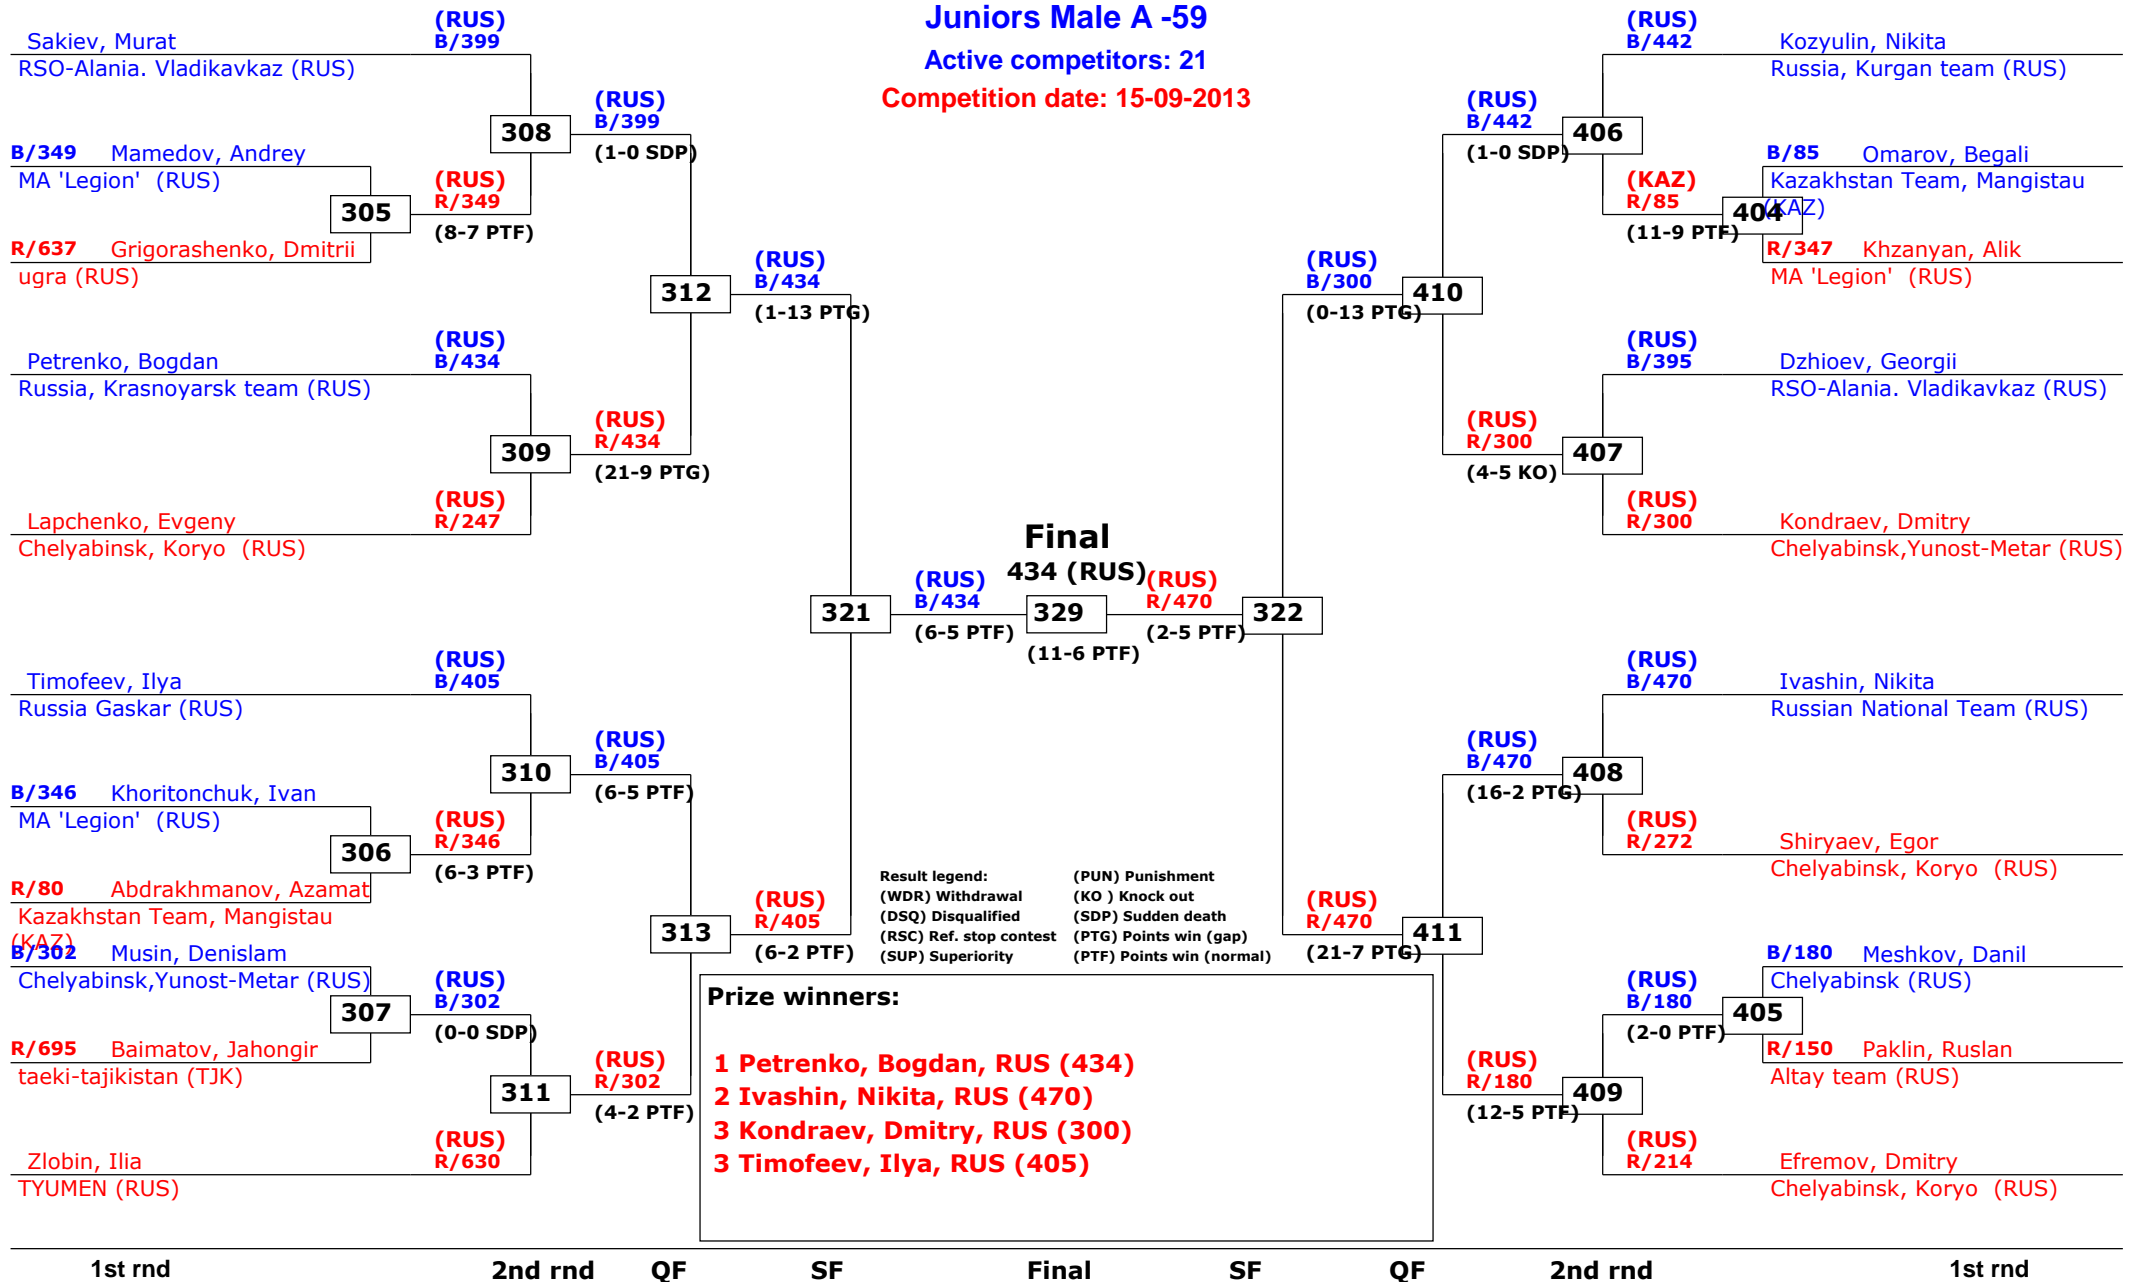 Juniors Male A -59
Active competitors: 21
Competition date: 15-09-2013
Sakiev, Murat
RSO-Alania. Vladikavkaz (RUS)
(RUS)
B/399
B/349 Mamedov, Andrey
MA 'Legion' (RUS)
305
R/637 Grigorashenko, Dmitrii
ugra (RUS)
(RUS)
R/349
(8-7 PTF)
308
(RUS)
B/399
(1-0 SDP)
Petrenko, Bogdan
Russia, Krasnoyarsk team (RUS)
(RUS)
B/434
309
Lapchenko, Evgeny
Chelyabinsk, Koryo (RUS)
(RUS)
R/247
(RUS)
R/434
(21-9 PTG)
312
(RUS)
B/434
(1-13 PTG)
Timofeev, Ilya
Russia Gaskar (RUS)
(RUS)
B/405
B/346 Khoritonchuk, Ivan
MA 'Legion' (RUS)
306
R/80 Abdrakhmanov, Azamat
Kazakhstan Team, Mangistau
(KAZ)
(RUS)
R/346
(6-3 PTF)
310
(RUS)
B/405
(6-5 PTF)
B/302 Musin, Denislam
Chelyabinsk,Yunost-Metar (RUS)
307
R/695 Baimatov, Jahongir
taeki-tajikistan (TJK)
(RUS)
B/302
(0-0 SDP)
311
Zlobin, Ilia
TYUMEN (RUS)
(RUS)
R/630
(RUS)
R/302
(4-2 PTF)
313
(RUS)
R/405
(6-2 PTF)
321
(RUS)
B/434
(6-5 PTF)
Final
434 (RUS)
329
(11-6 PTF)
(RUS)
R/470
(2-5 PTF)
322
(RUS)
B/300
(0-13 PTG)
410
(RUS)
B/442
(1-0 SDP)
406
(RUS)
B/442
Kozyulin, Nikita
Russia, Kurgan team (RUS)
(KAZ)
R/85
(11-9 PTF)
404
B/85 Omarov, Begali
Kazakhstan Team, Mangistau
(KAZ)
R/347 Khzanyan, Alik
MA 'Legion' (RUS)
(RUS)
R/300
(4-5 KO)
407
(RUS)
B/395
Dzhioev, Georgii
RSO-Alania. Vladikavkaz (RUS)
(RUS)
R/300
Kondraev, Dmitry
Chelyabinsk,Yunost-Metar (RUS)
(RUS)
R/470
(21-7 PTG)
411
(RUS)
B/470
(16-2 PTG)
408
(RUS)
B/470
Ivashin, Nikita
Russian National Team (RUS)
(RUS)
R/272
Shiryaev, Egor
Chelyabinsk, Koryo (RUS)
(RUS)
R/180
(12-5 PTF)
409
(RUS)
B/180
(2-0 PTF)
405
B/180 Meshkov, Danil
Chelyabinsk (RUS)
R/150 Paklin, Ruslan
Altay team (RUS)
(RUS)
R/214
Efremov, Dmitry
Chelyabinsk, Koryo (RUS)
Result legend:
(WDR) Withdrawal
(DSQ) Disqualified
(RSC) Ref. stop contest
(SUP) Superiority
(PUN) Punishment
(KO ) Knock out
(SDP) Sudden death
(PTG) Points win (gap)
(PTF) Points win (normal)
Prize winners:
1 Petrenko, Bogdan, RUS (434)
2 Ivashin, Nikita, RUS (470)
3 Kondraev, Dmitry, RUS (300)
3 Timofeev, Ilya, RUS (405)
1st rnd 2nd rnd QF SF Final SF QF 2nd rnd 1st rnd